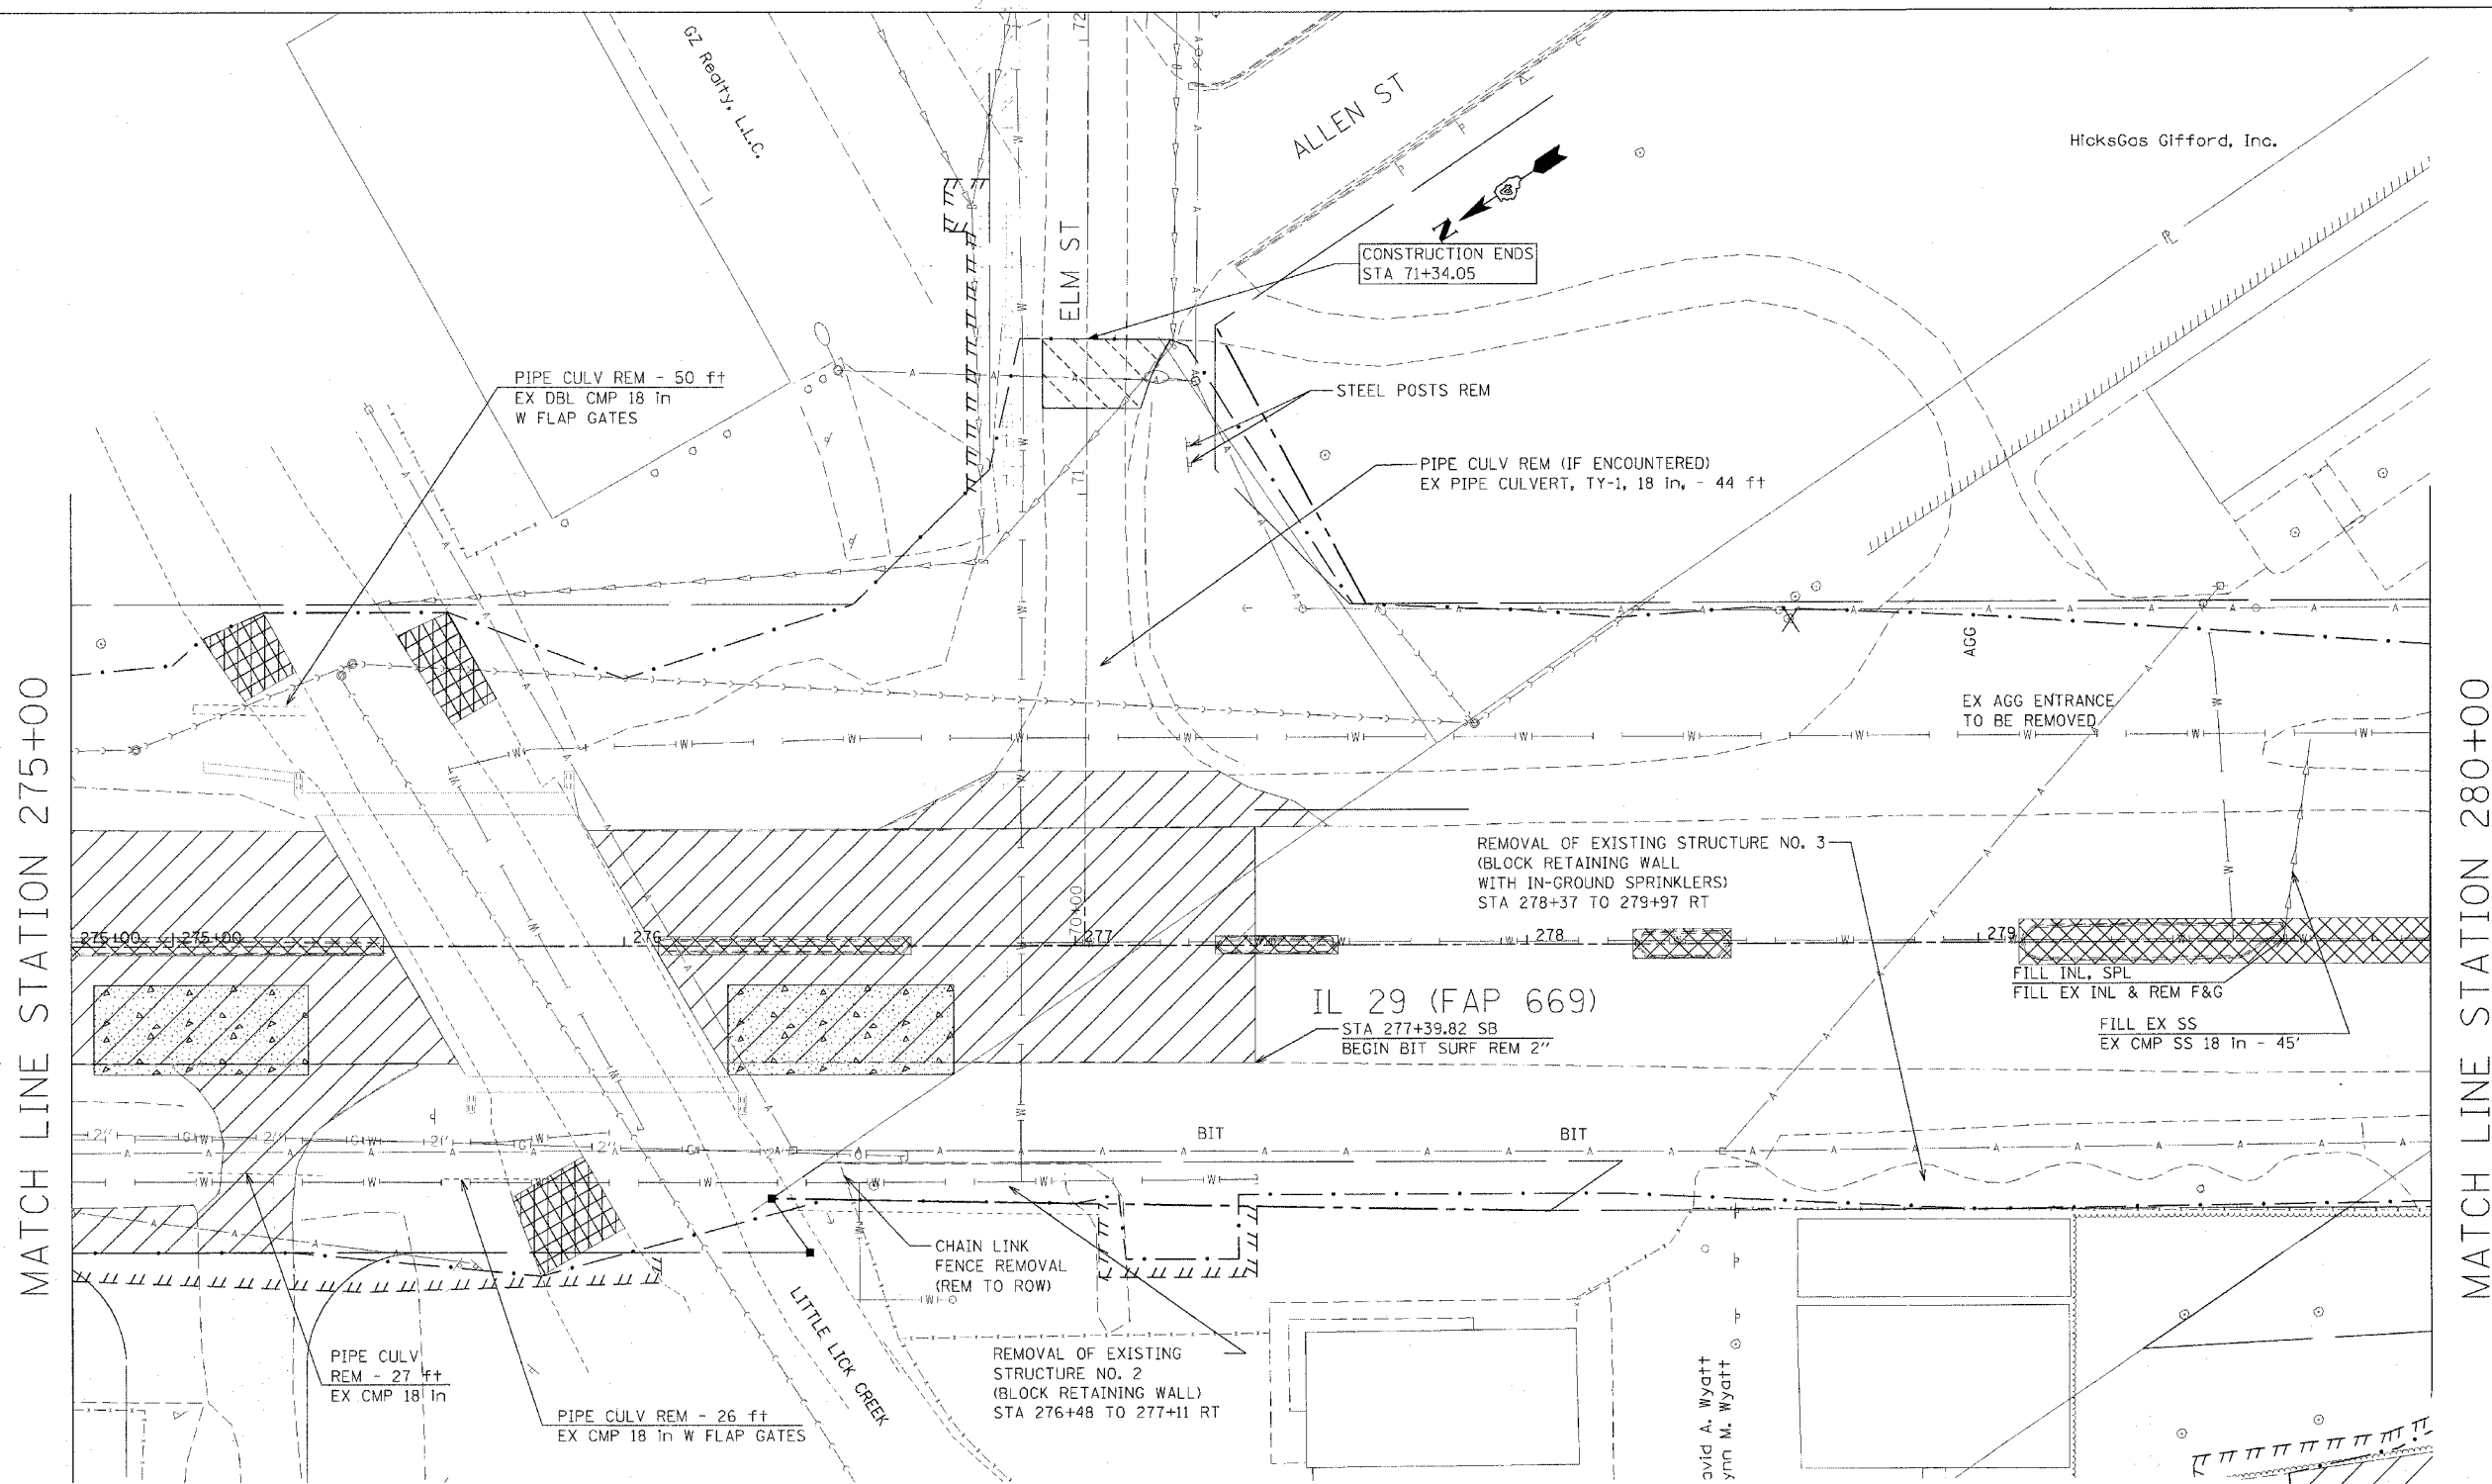 GZ Realty, L.L.C.
72
ELM ST
ALLEN ST
HicksGas Gifford, Inc.
N
CONSTRUCTION ENDS
STA 71+34.05
PIPE CULV REM - 50 ft
EX DBL CMP 18 in
W FLAP GATES
STEEL POSTS REM
71
PIPE CULV REM (IF ENCOUNTERED)
EX PIPE CULVERT, TY-1, 18 in, - 44 ft
AGG
EX AGG ENTRANCE
TO BE REMOVED
MATCH LINE STATION 275+00
MATCH LINE STATION 280+00
REMOVAL OF EXISTING STRUCTURE NO. 3
(BLOCK RETAINING WALL
WITH IN-GROUND SPRINKLERS)
STA 278+37 TO 279+97 RT
70+00
275+00
275+00
276
277
278
279
FILL INL, SPL
FILL EX INL & REM F&G
IL 29 (FAP 669)
STA 277+39.82 SB
BEGIN BIT SURF REM 2"
FILL EX SS
EX CMP SS 18 in - 45'
BIT
BIT
CHAIN LINK
FENCE REMOVAL
(REM TO ROW)
LITTLE LICK CREEK
PIPE CULV
REM - 27 ft
EX CMP 18 in
PIPE CULV REM - 26 ft
EX CMP 18 in W FLAP GATES
REMOVAL OF EXISTING
STRUCTURE NO. 2
(BLOCK RETAINING WALL)
STA 276+48 TO 277+11 RT
avid A. Wyatt
ynn M. Wyatt